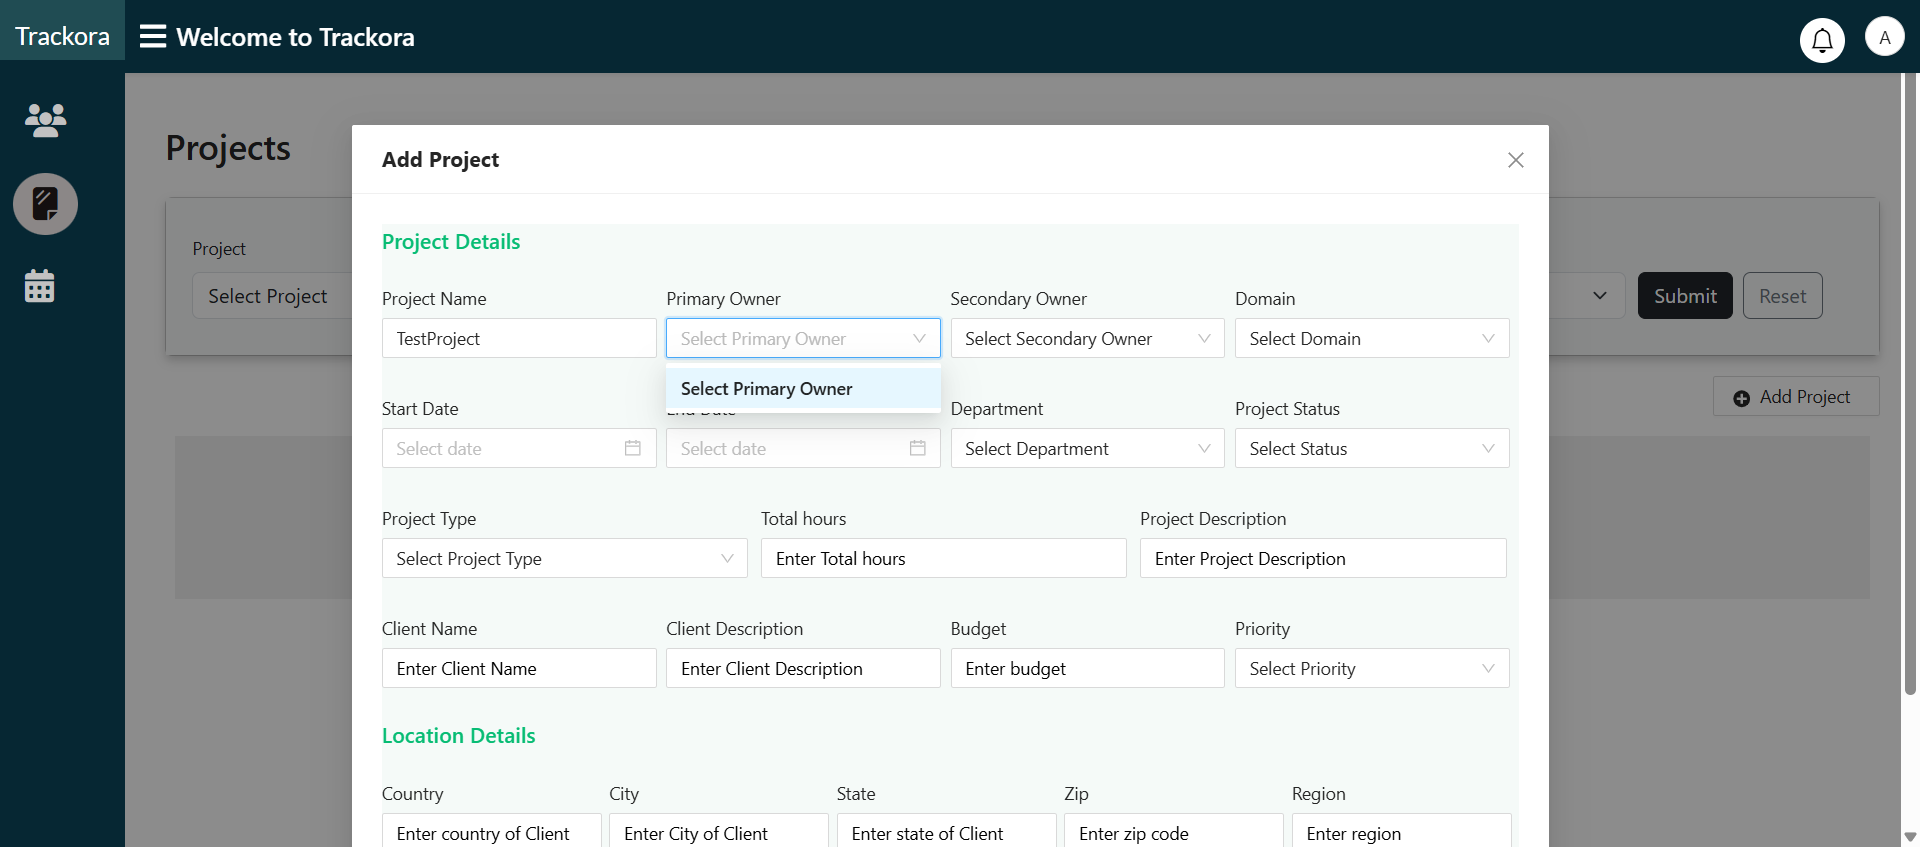 Trackora
Welcome to Trackora
A
Projects
Project
Select Project
Submit
Reset
Add Project
Add Project
Project Details
Project Name
Primary Owner
Secondary Owner
Domain
TestProject
Select Primary Owner
Select Secondary Owner
Select Domain
Select Primary Owner
Start Date
End Date
Department
Project Status
Select date
Select date
Select Department
Select Status
Project Type
Total hours
Project Description
Select Project Type
Enter Total hours
Enter Project Description
Client Name
Client Description
Budget
Priority
Enter Client Name
Enter Client Description
Enter budget
Select Priority
Location Details
Country
City
State
Zip
Region
Enter country of Client
Enter City of Client
Enter state of Client
Enter zip code
Enter region